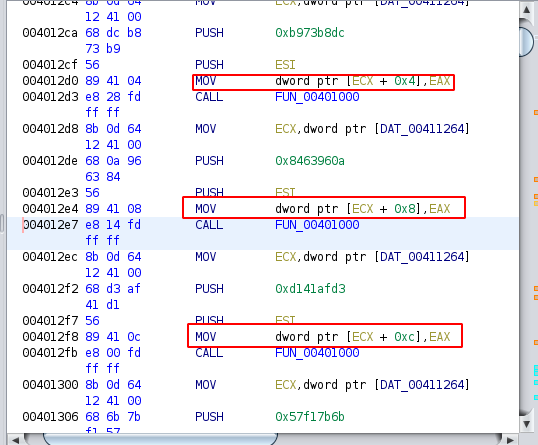 004012c4 8b 0d 64 MOV ECX,dword ptr [DAT_00411264]
12 41 00
004012ca 68 dc b8 PUSH 0xb973b8dc
73 b9
004012cf 56 PUSH ESI
004012d0 89 41 04 MOV dword ptr [ECX + 0x4],EAX
004012d3 e8 28 fd CALL FUN_00401000
ff ff
004012d8 8b 0d 64 MOV ECX,dword ptr [DAT_00411264]
12 41 00
004012de 68 0a 96 PUSH 0x8463960a
63 84
004012e3 56 PUSH ESI
004012e4 89 41 08 MOV dword ptr [ECX + 0x8],EAX
004012e7 e8 14 fd CALL FUN_00401000
ff ff
004012ec 8b 0d 64 MOV ECX,dword ptr [DAT_00411264]
12 41 00
004012f2 68 d3 af PUSH 0xd141afd3
41 d1
004012f7 56 PUSH ESI
004012f8 89 41 0c MOV dword ptr [ECX + 0xc],EAX
004012fb e8 00 fd CALL FUN_00401000
ff ff
00401300 8b 0d 64 MOV ECX,dword ptr [DAT_00411264]
12 41 00
00401306 68 6b 7b PUSH 0x57f17b6b
f1 57